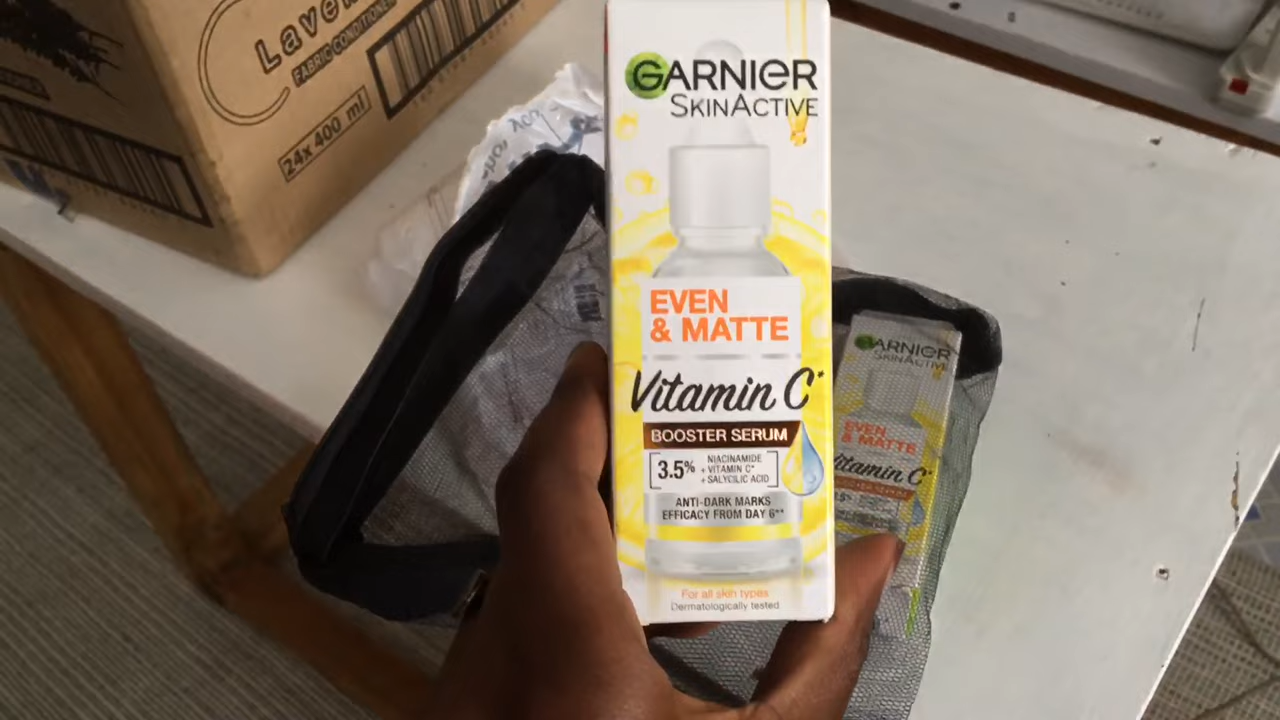 FABRIC CONDITIONER
24x 400 ml
GARNIER
SKINACTIVE
EVEN
& MATTE
Vitamin C*
BOOSTER SERUM
3.5% NIACINAMIDE
+ VITAMIN C*
+ SALYCILIC ACID
ANTI-DARK MARKS
EFFICACY FROM DAY 6**
For all skin types
Dermatologically tested
GARNIER
SKINACTIVE
EVEN
& MATTE
Vitamin C*